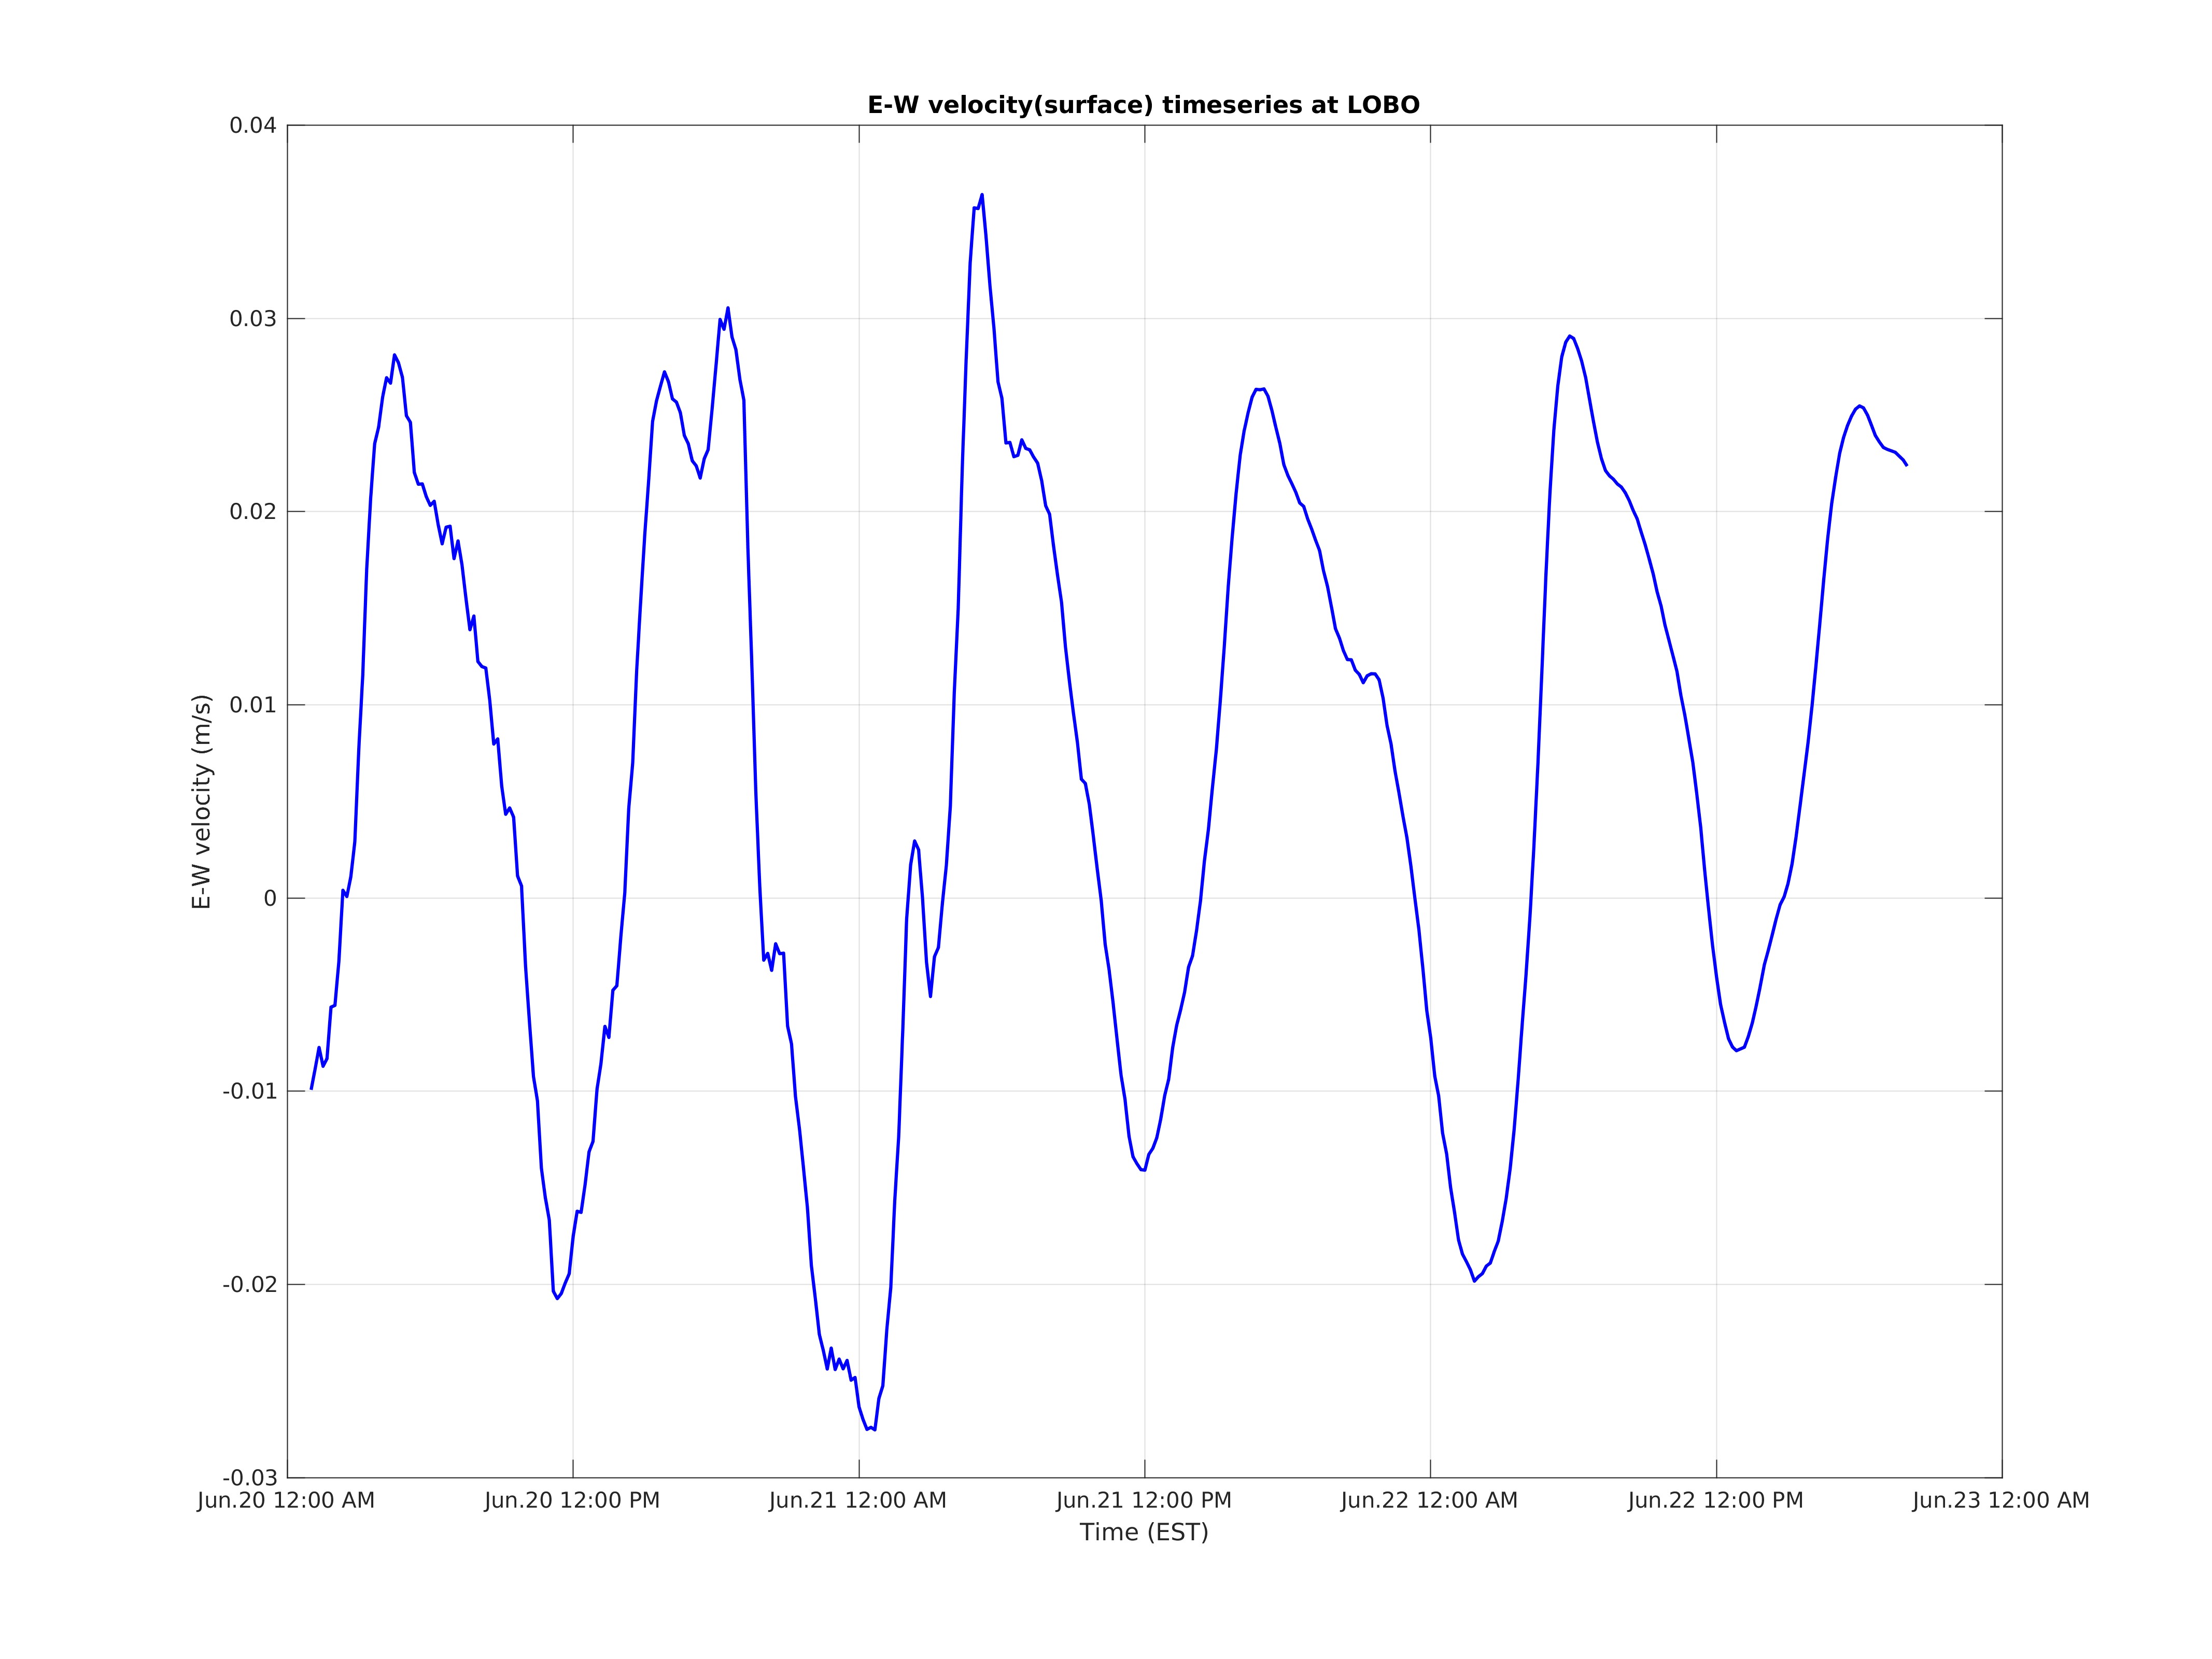 E-W velocity(surface) timeseries at LOBO
0.04
0.03
0.02
0.01
0
-0.01
-0.02
-0.03
E-W velocity (m/s)
Jun.20 12:00 AM
Jun.20 12:00 PM
Jun.21 12:00 AM
Jun.21 12:00 PM
Jun.22 12:00 AM
Jun.22 12:00 PM
Jun.23 12:00 AM
Time (EST)